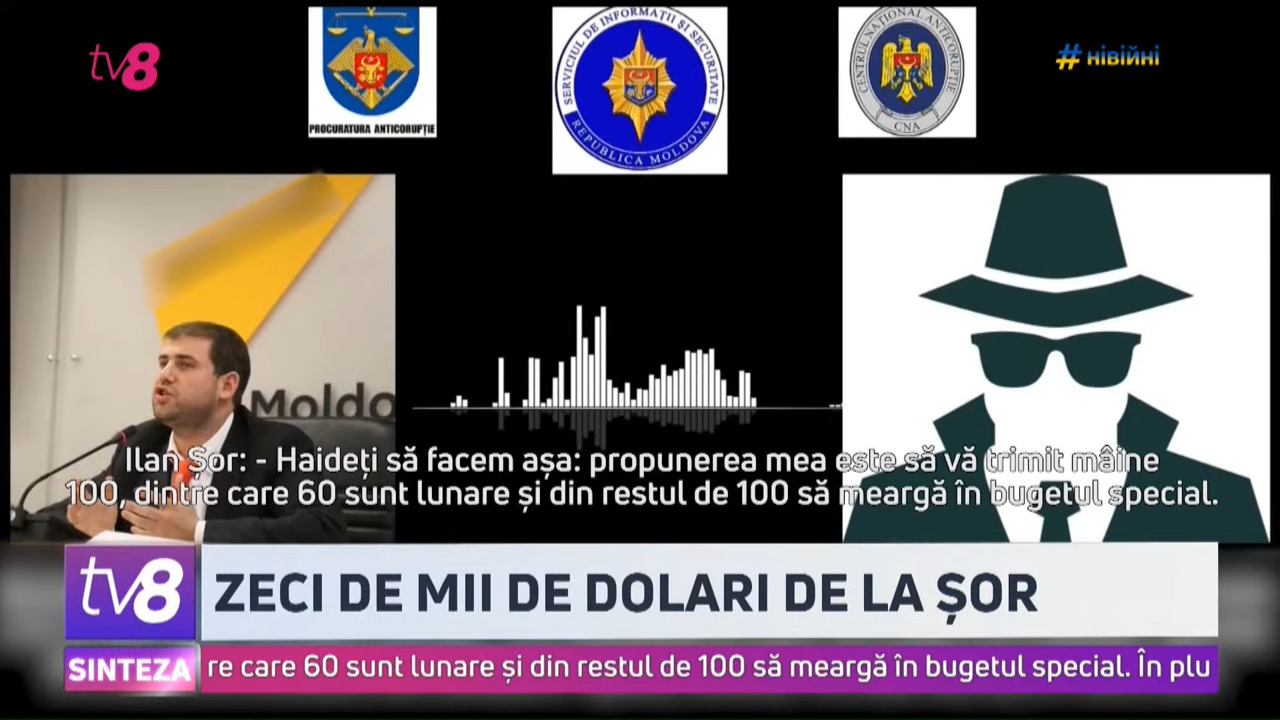 tv8
#нівійні
PROCURATURA ANTICORUPȚIE
SERVICIUL DE INFORMAȚII ȘI SECURITATE
REPUBLICA MOLDOVA
CENTRUL NAȚIONAL ANTICORUPȚIE
CNA
Moldo
Ilan Șor: - Haideți să facem așa: propunerea mea este să vă trimit mâine
100, dintre care 60 sunt lunare și din restul de 100 să meargă în bugetul special.
tv8
ZECI DE MII DE DOLARI DE LA ȘOR
SINTEZA
re care 60 sunt lunare și din restul de 100 să meargă în bugetul special. În plu